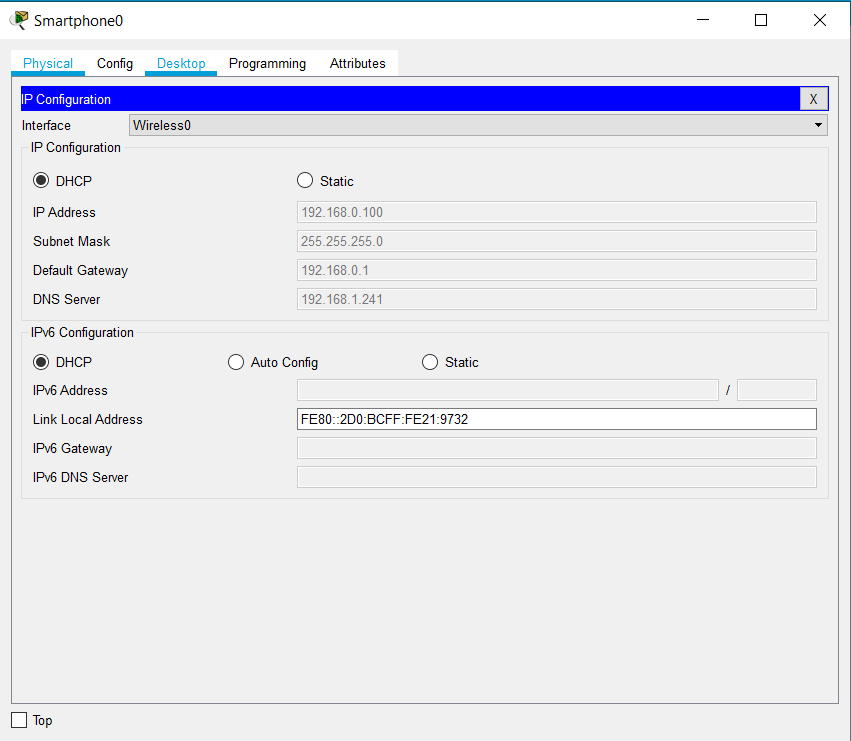 Smartphone0
Physical Config Desktop Programming Attributes
IP Configuration X
Interface Wireless0
IP Configuration
DHCP Static
IP Address 192.168.0.100
Subnet Mask 255.255.255.0
Default Gateway 192.168.0.1
DNS Server 192.168.1.241
IPv6 Configuration
DHCP Auto Config Static
IPv6 Address /
Link Local Address FE80::2D0:BCFF:FE21:9732
IPv6 Gateway
IPv6 DNS Server
Top